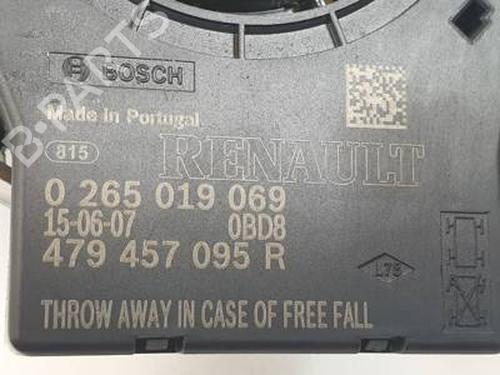 B-PARTS
BOSCH
Made in Portugal
815
RENAULT
0 265 019 069
15-06-07 0BD8
479 457 095 R
L75
THROW AWAY IN CASE OF FREE FALL